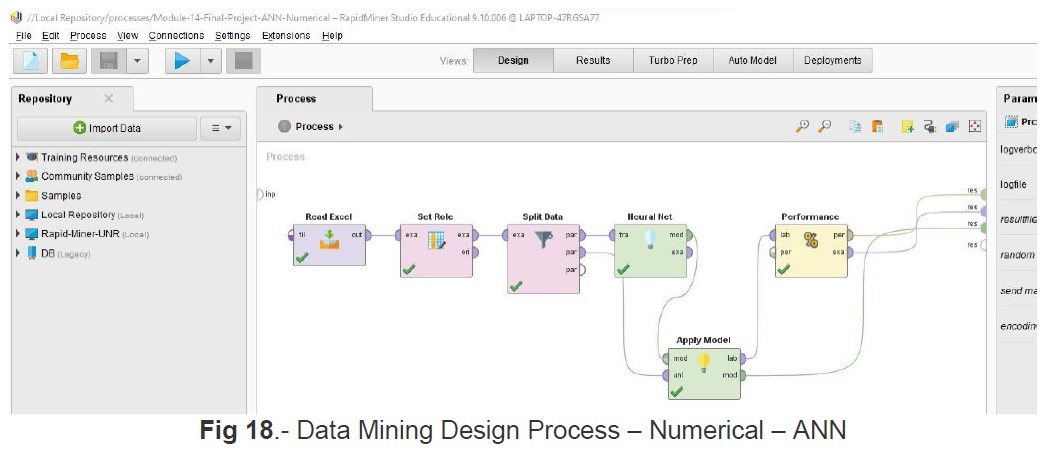 //Local Repository/processes/Module-14-Final-Project-ANN-Numerical – RapidMiner Studio Educational 9.10.006 @ LAPTOP-47RGSA77
File Edit Process View Connections Settings Extensions Help
Views: Design Results Turbo Prep Auto Model Deployments
Repository
Import Data
Training Resources (connected)
Community Samples (connected)
Samples
Local Repository (Local)
Rapid-Miner-UNR (Local)
DB (Legacy)
Process
Process
Process
inp
Read Excel
fil out
Set Role
exa exa
ori
Split Data
exa par
par
par
Neural Net
tra mod
exa
Performance
lab per
per exa
Apply Model
mod lab
unl mod
res
res
res
res
Param
Pro
logverbo
logfile
resultfile
random
send ma
encodin
Fig 18.- Data Mining Design Process – Numerical – ANN